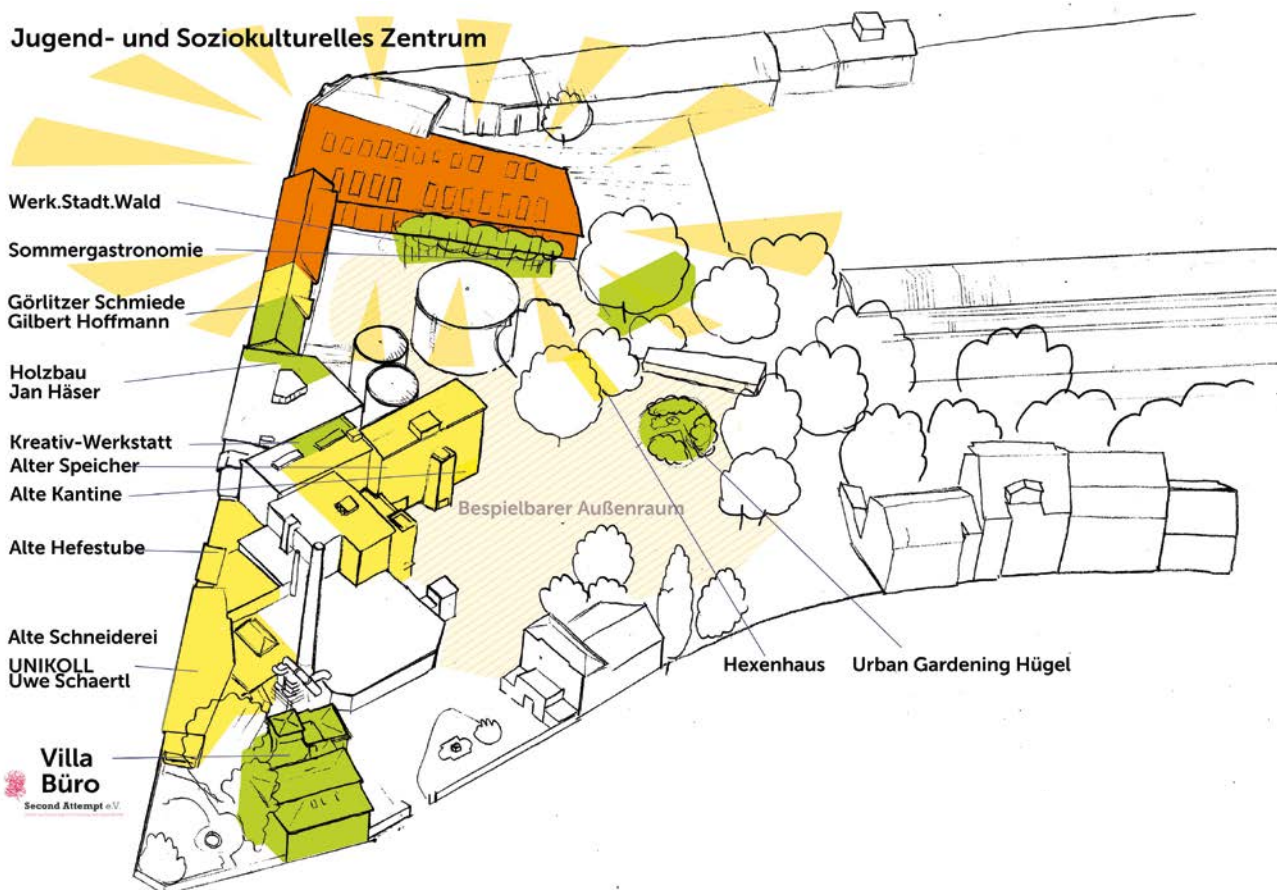 Jugend- und Soziokulturelles Zentrum
Werk.Stadt.Wald
Sommergastronomie
Görlitzer Schmiede
Gilbert Hoffmann
Holzbau
Jan Häser
Kreativ-Werkstatt
Alter Speicher
Alte Kantine
Bespielbarer Außenraum
Alte Hefestube
Alte Schneiderei
UNIKOLL
Uwe Schaertl
Hexenhaus
Urban Gardening Hügel
Villa
Büro
Second Attempt e.V.